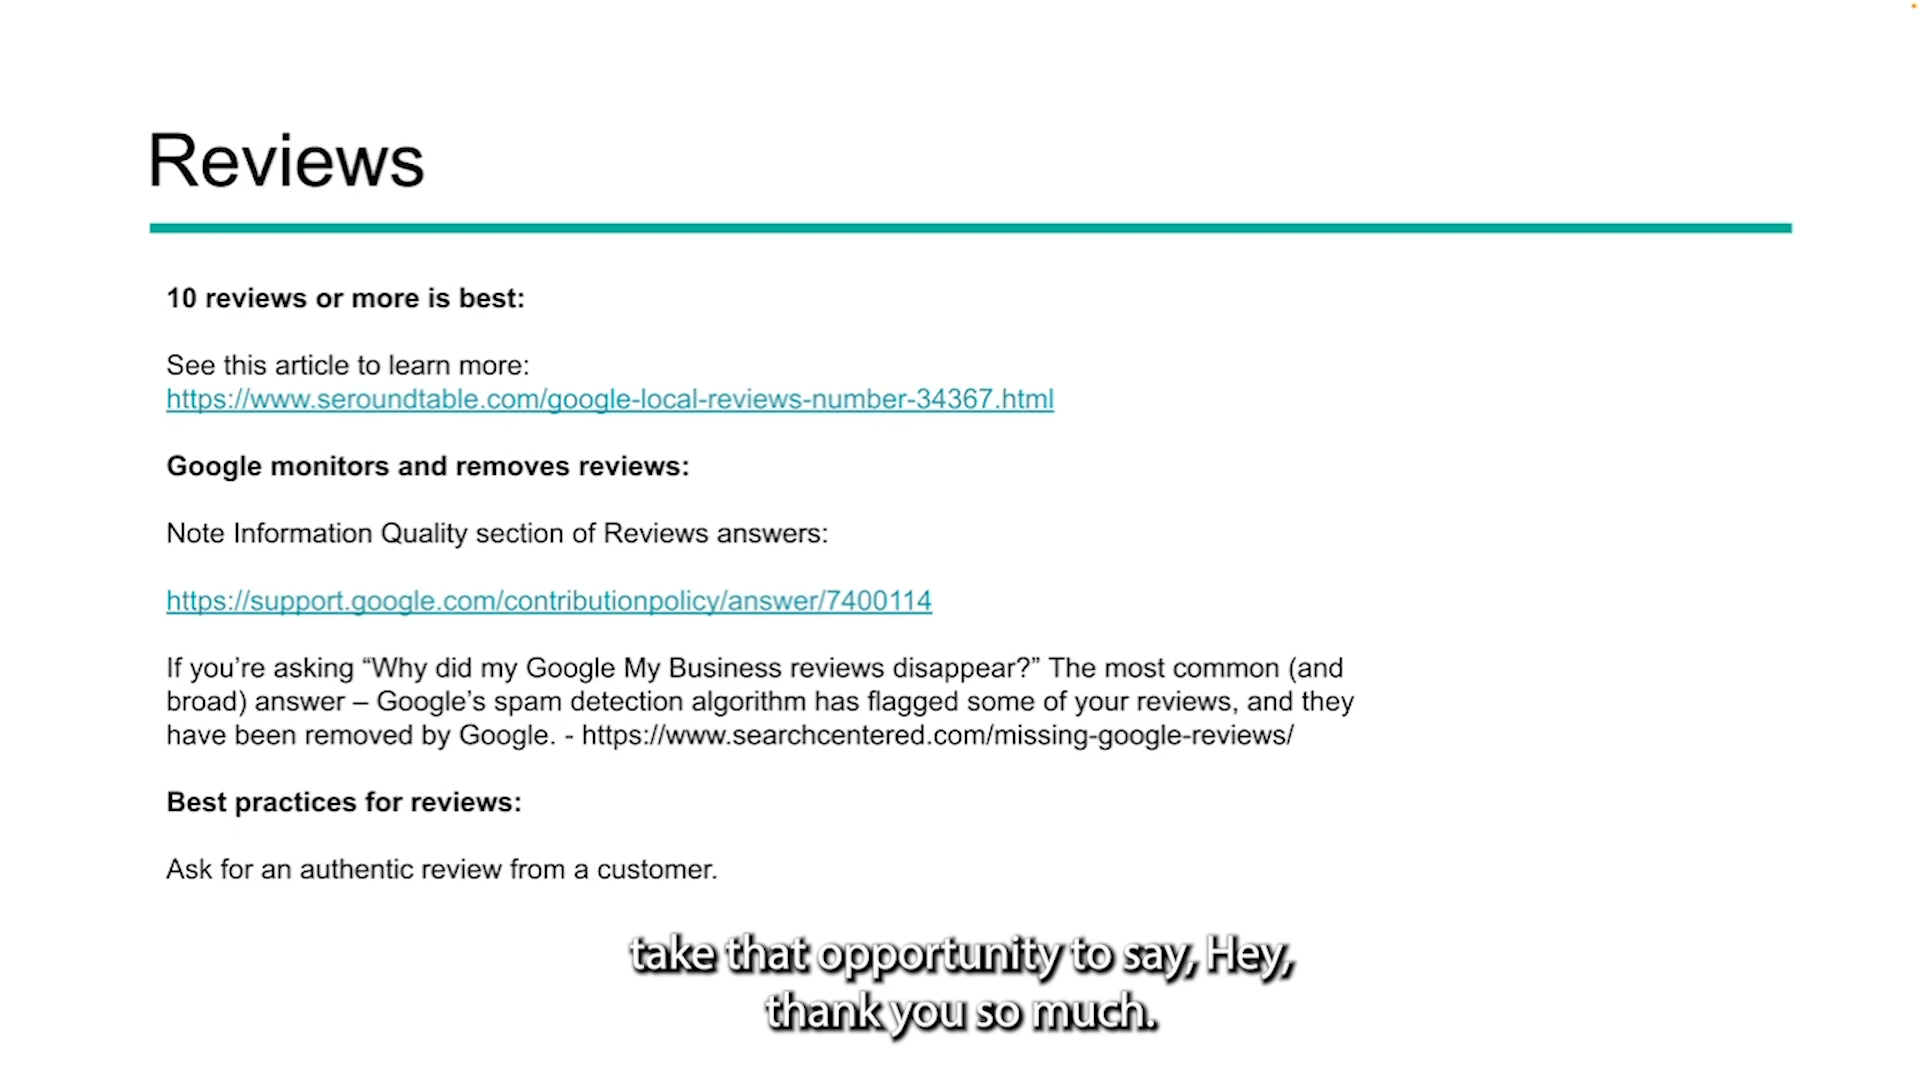 Reviews
10 reviews or more is best:
See this article to learn more:
https://www.seroundtable.com/google-local-reviews-number-34367.html
Google monitors and removes reviews:
Note Information Quality section of Reviews answers:
https://support.google.com/contributionpolicy/answer/7400114
If you’re asking “Why did my Google My Business reviews disappear?” The most common (and
broad) answer – Google’s spam detection algorithm has flagged some of your reviews, and they
have been removed by Google. - https://www.searchcentered.com/missing-google-reviews/
Best practices for reviews:
Ask for an authentic review from a customer.
take that opportunity to say, Hey,
thank you so much.